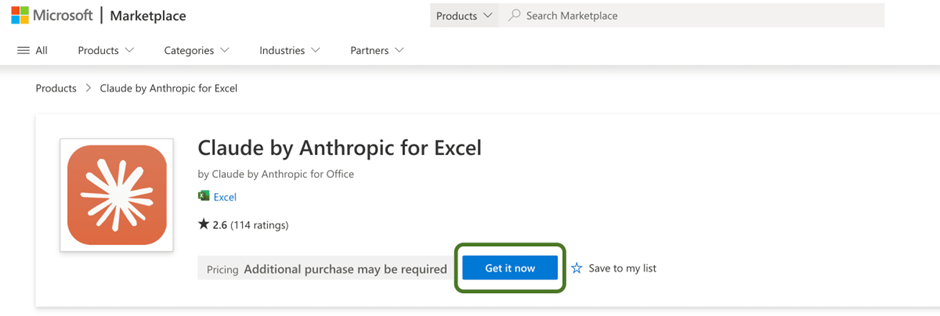 Microsoft | Marketplace
Products
Search Marketplace
All
Products
Categories
Industries
Partners
Products > Claude by Anthropic for Excel
Claude by Anthropic for Excel
by Claude by Anthropic for Office
Excel
★ 2.6 (114 ratings)
Pricing Additional purchase may be required
Get it now
Save to my list